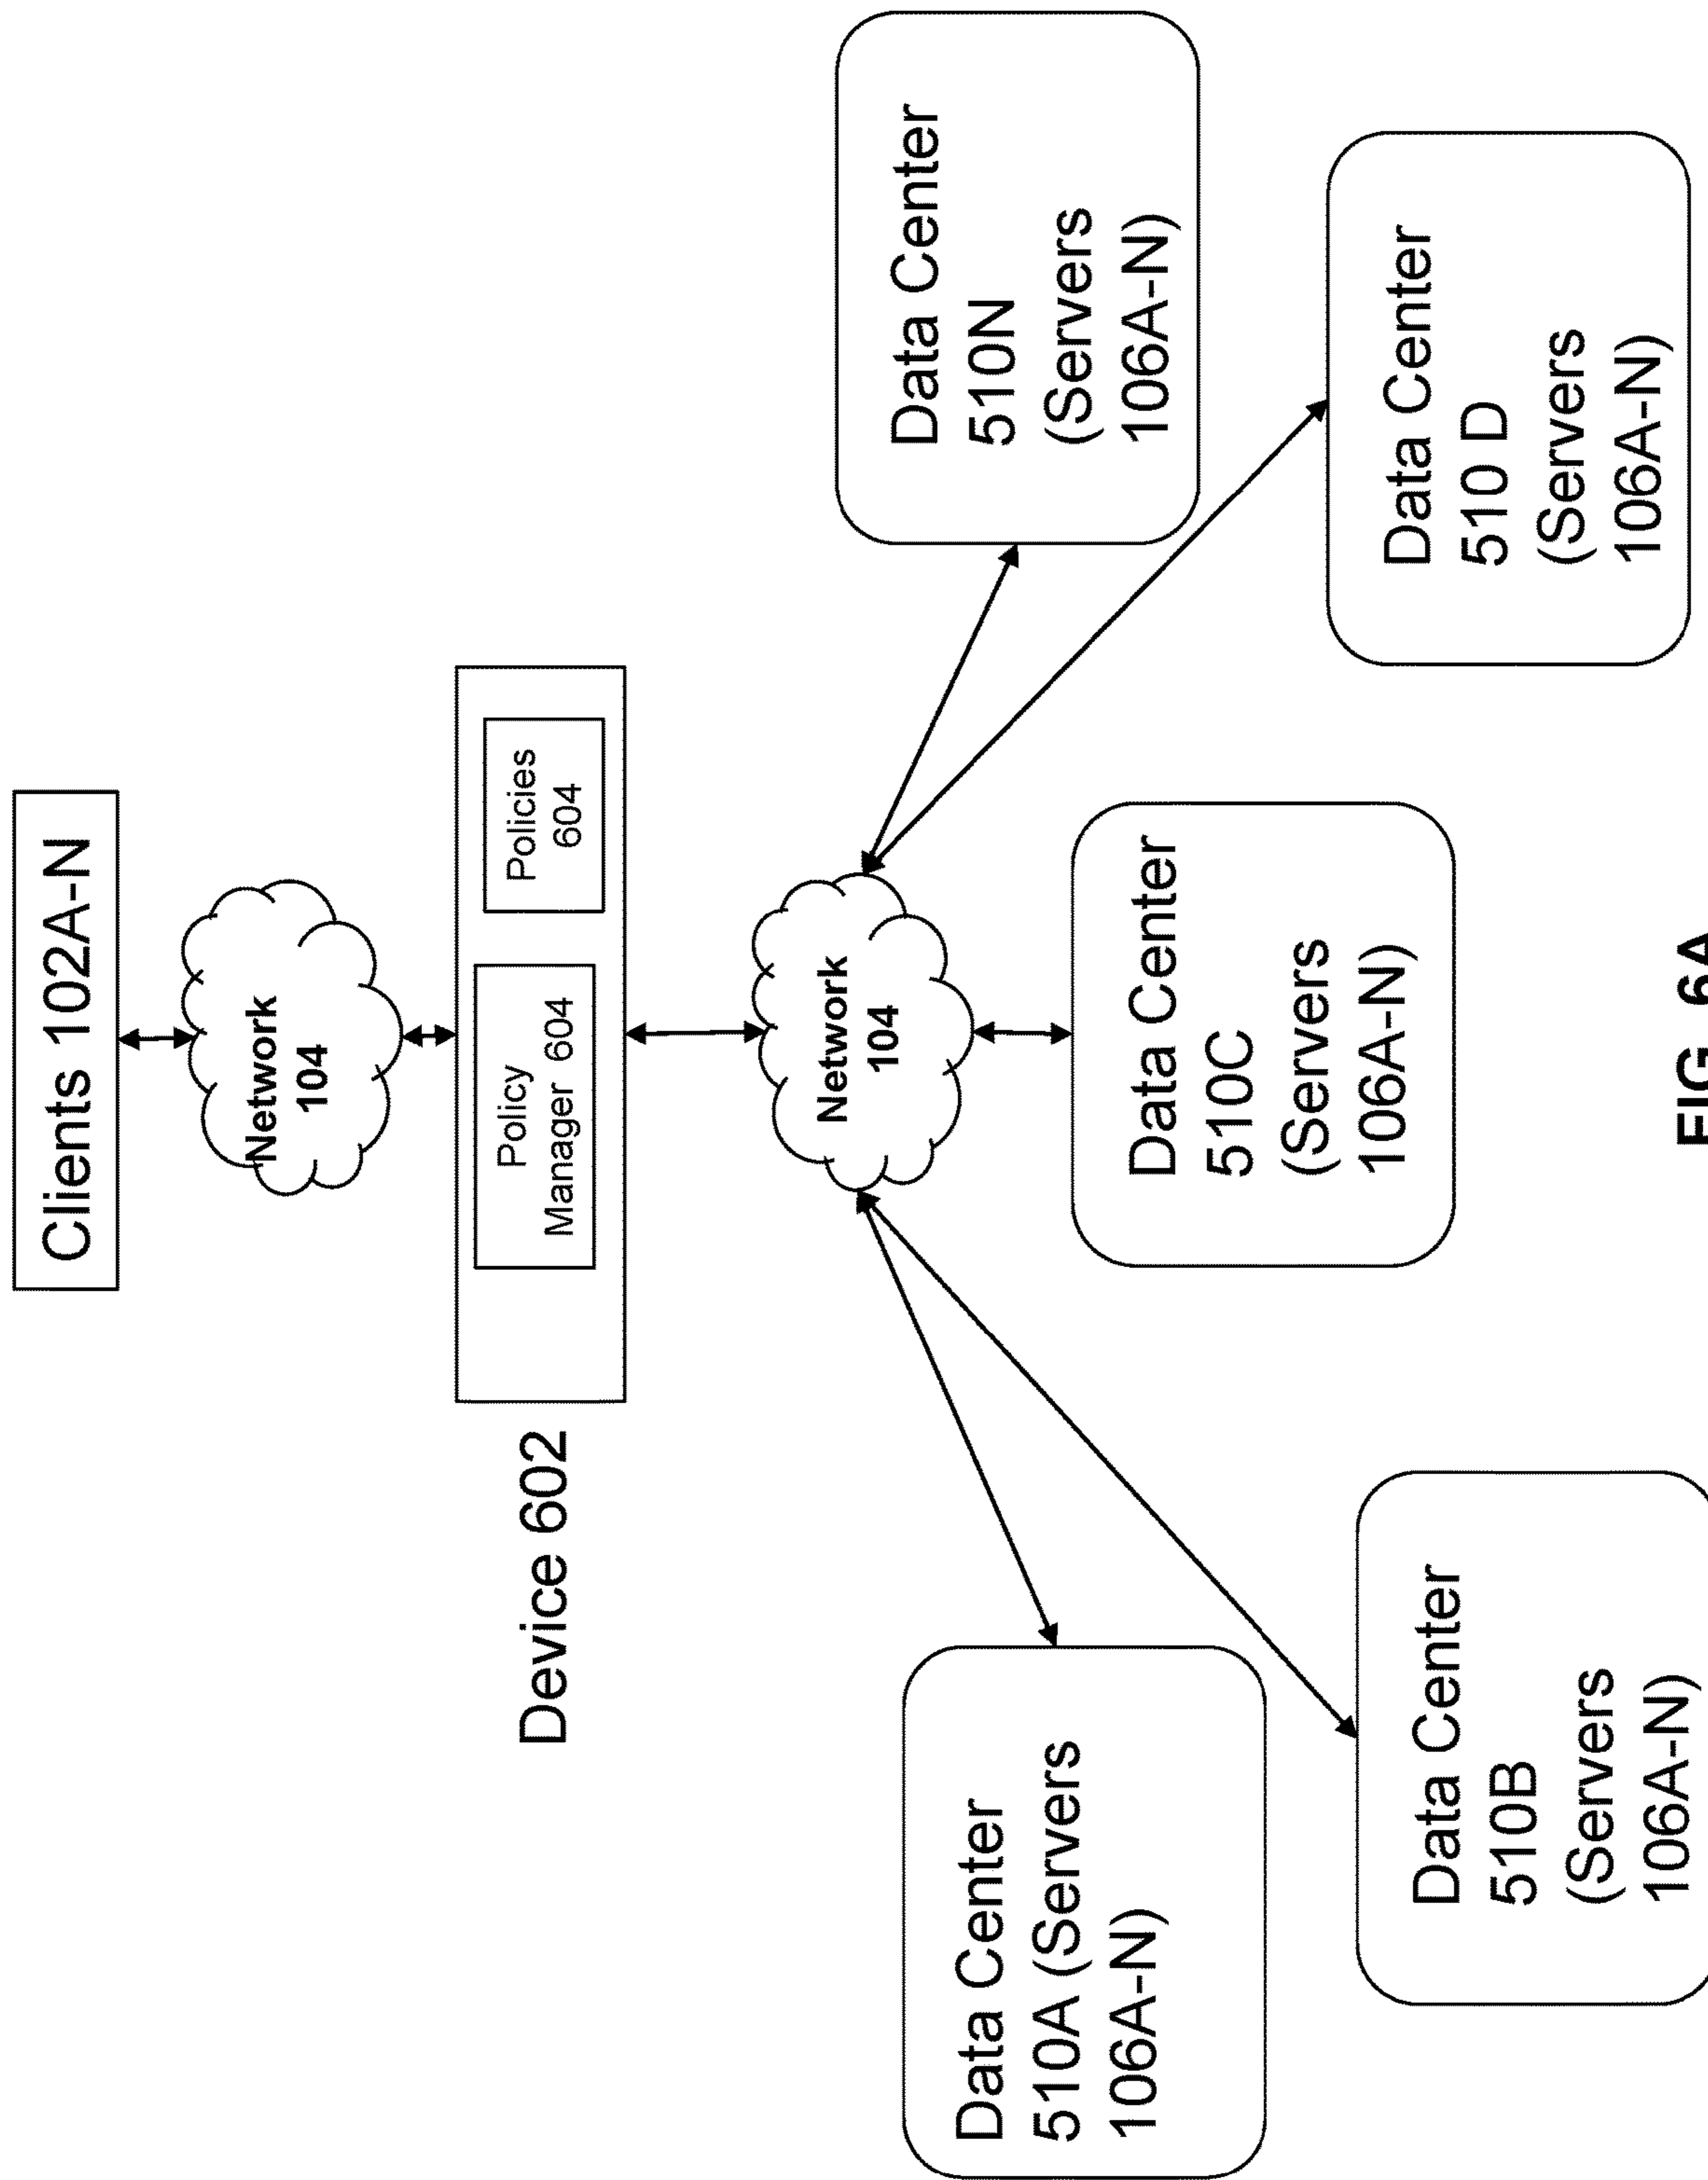 Clients 102A-N
Network
104
Device 602
Policy
Manager 604
Policies
604
Network
104
Data Center
510A (Servers
106A-N)
Data Center
510B
(Servers
106A-N)
Data Center
510C
(Servers
106A-N)
Data Center
510 D
(Servers
106A-N)
Data Center
510N
(Servers
106A-N)
FIG. 6A